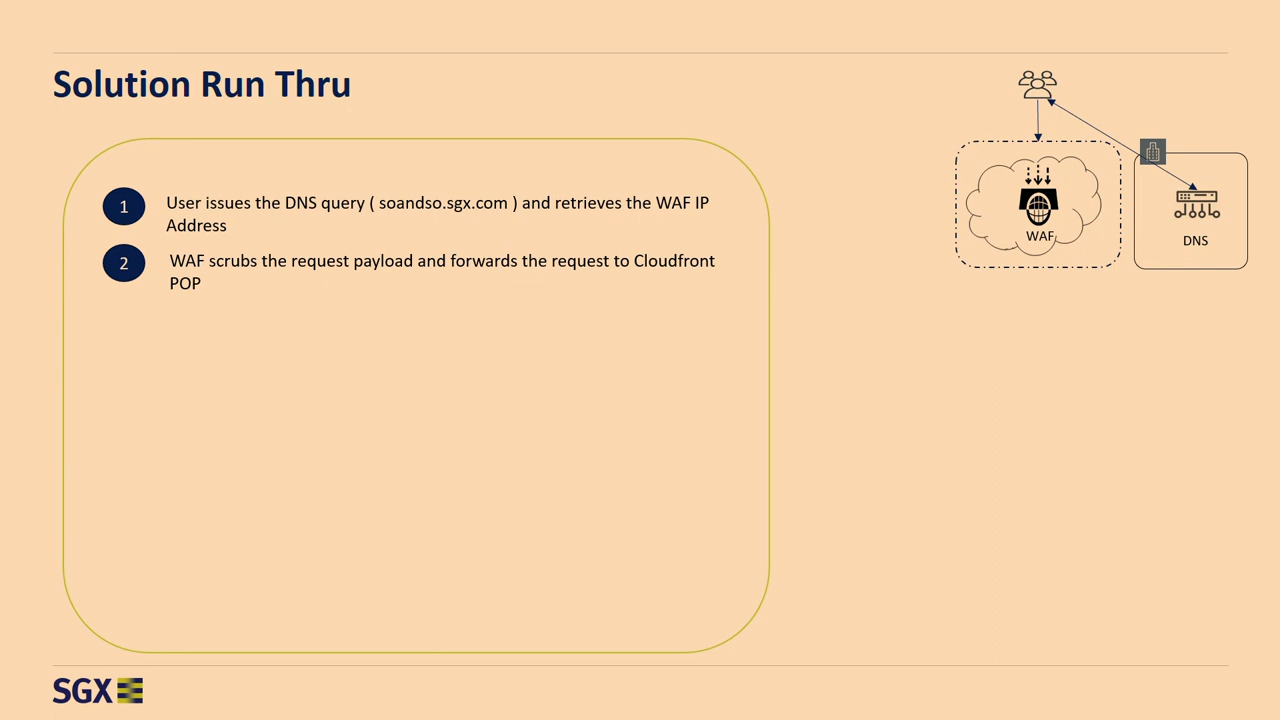 Solution Run Thru
1
User issues the DNS query ( soandso.sgx.com ) and retrieves the WAF IP
Address
2
WAF scrubs the request payload and forwards the request to Cloudfront
POP
WAF
DNS
SGX